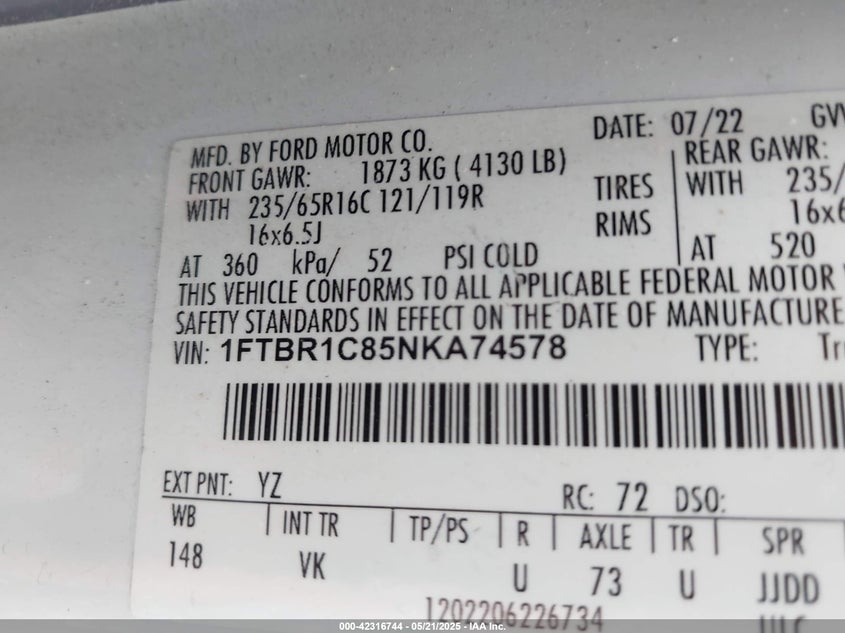 DATE: 07/22 GV
MFD. BY FORD MOTOR CO.
FRONT GAWR: 1873 KG ( 4130 LB) REAR GAWR:
WITH 235/65R16C 121/119R TIRES WITH 235/
16x6.5J RIMS 16x6
AT 360 kPa/ 52 PSI COLD AT 520
THIS VEHICLE CONFORMS TO ALL APPLICABLE FEDERAL MOTOR
SAFETY STANDARDS IN EFFECT ON THE DATE OF MANUFACTURE
VIN: 1FTBR1C85NKA74578 TYPE: Tr
EXT PNT: YZ RC: 72 DSO:
WB INT TR TP/PS R AXLE TR SPR
148 VK U 73 U JJDD
1202206226734
000-42316744 - 05/21/2025 - IAA Inc.